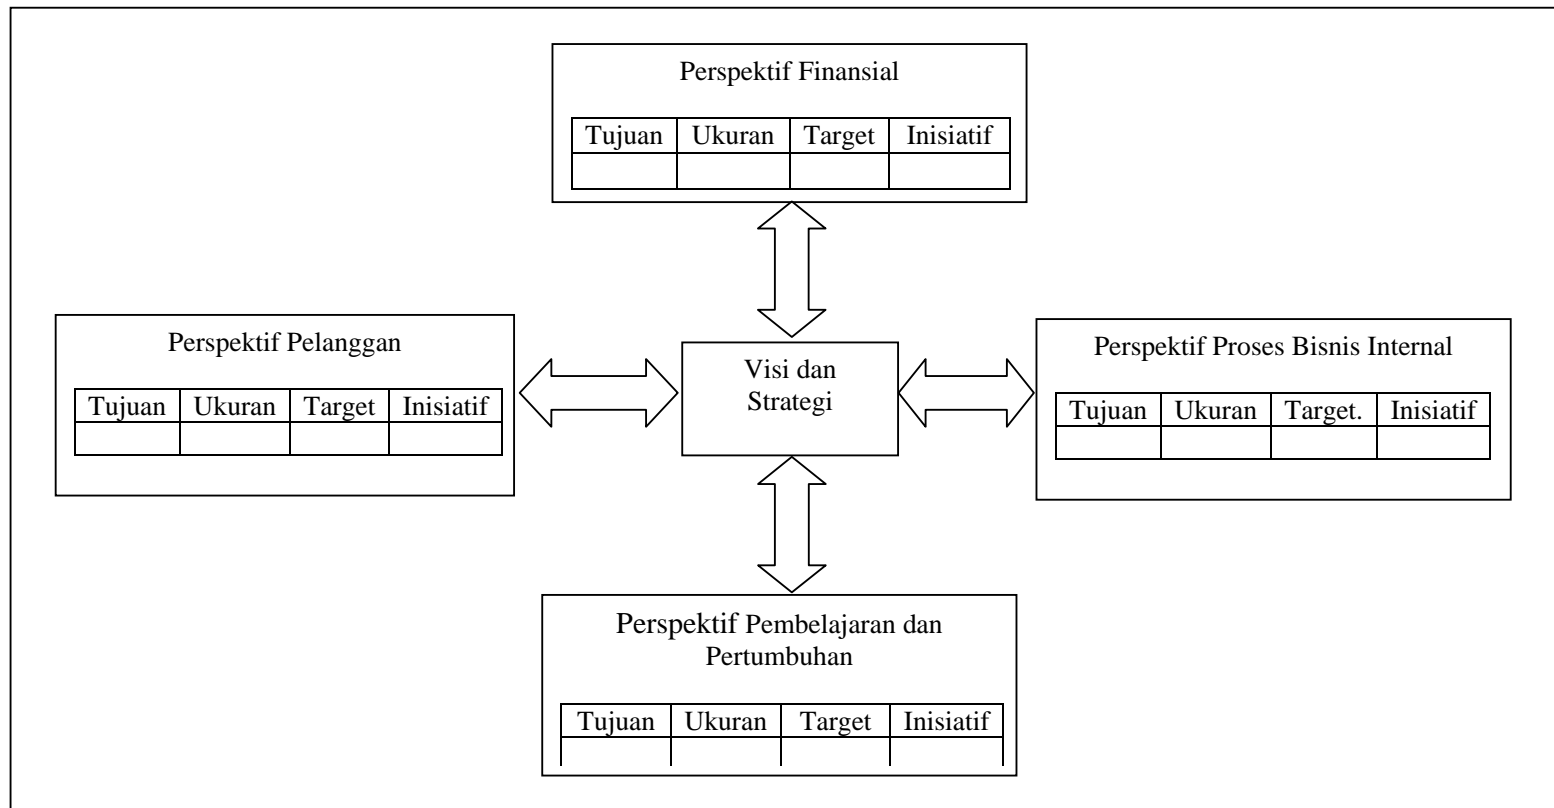 Perspektif Finansial
Tujuan Ukuran Target Inisiatif
Perspektif Pelanggan
Tujuan Ukuran Target Inisiatif
Visi dan
Strategi
Perspektif Proses Bisnis Internal
Tujuan Ukuran Target. Inisiatif
Perspektif Pembelajaran dan
Pertumbuhan
Tujuan Ukuran Target Inisiatif